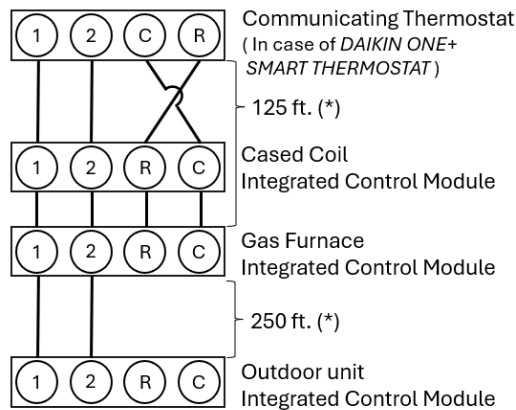 1 2 C R
Communicating Thermostat
( In case of DAIKIN ONE+
SMART THERMOSTAT )
125 ft. (*)
1 2 R C
Cased Coil
Integrated Control Module
1 2 R C
Gas Furnace
Integrated Control Module
250 ft. (*)
1 2 R C
Outdoor unit
Integrated Control Module